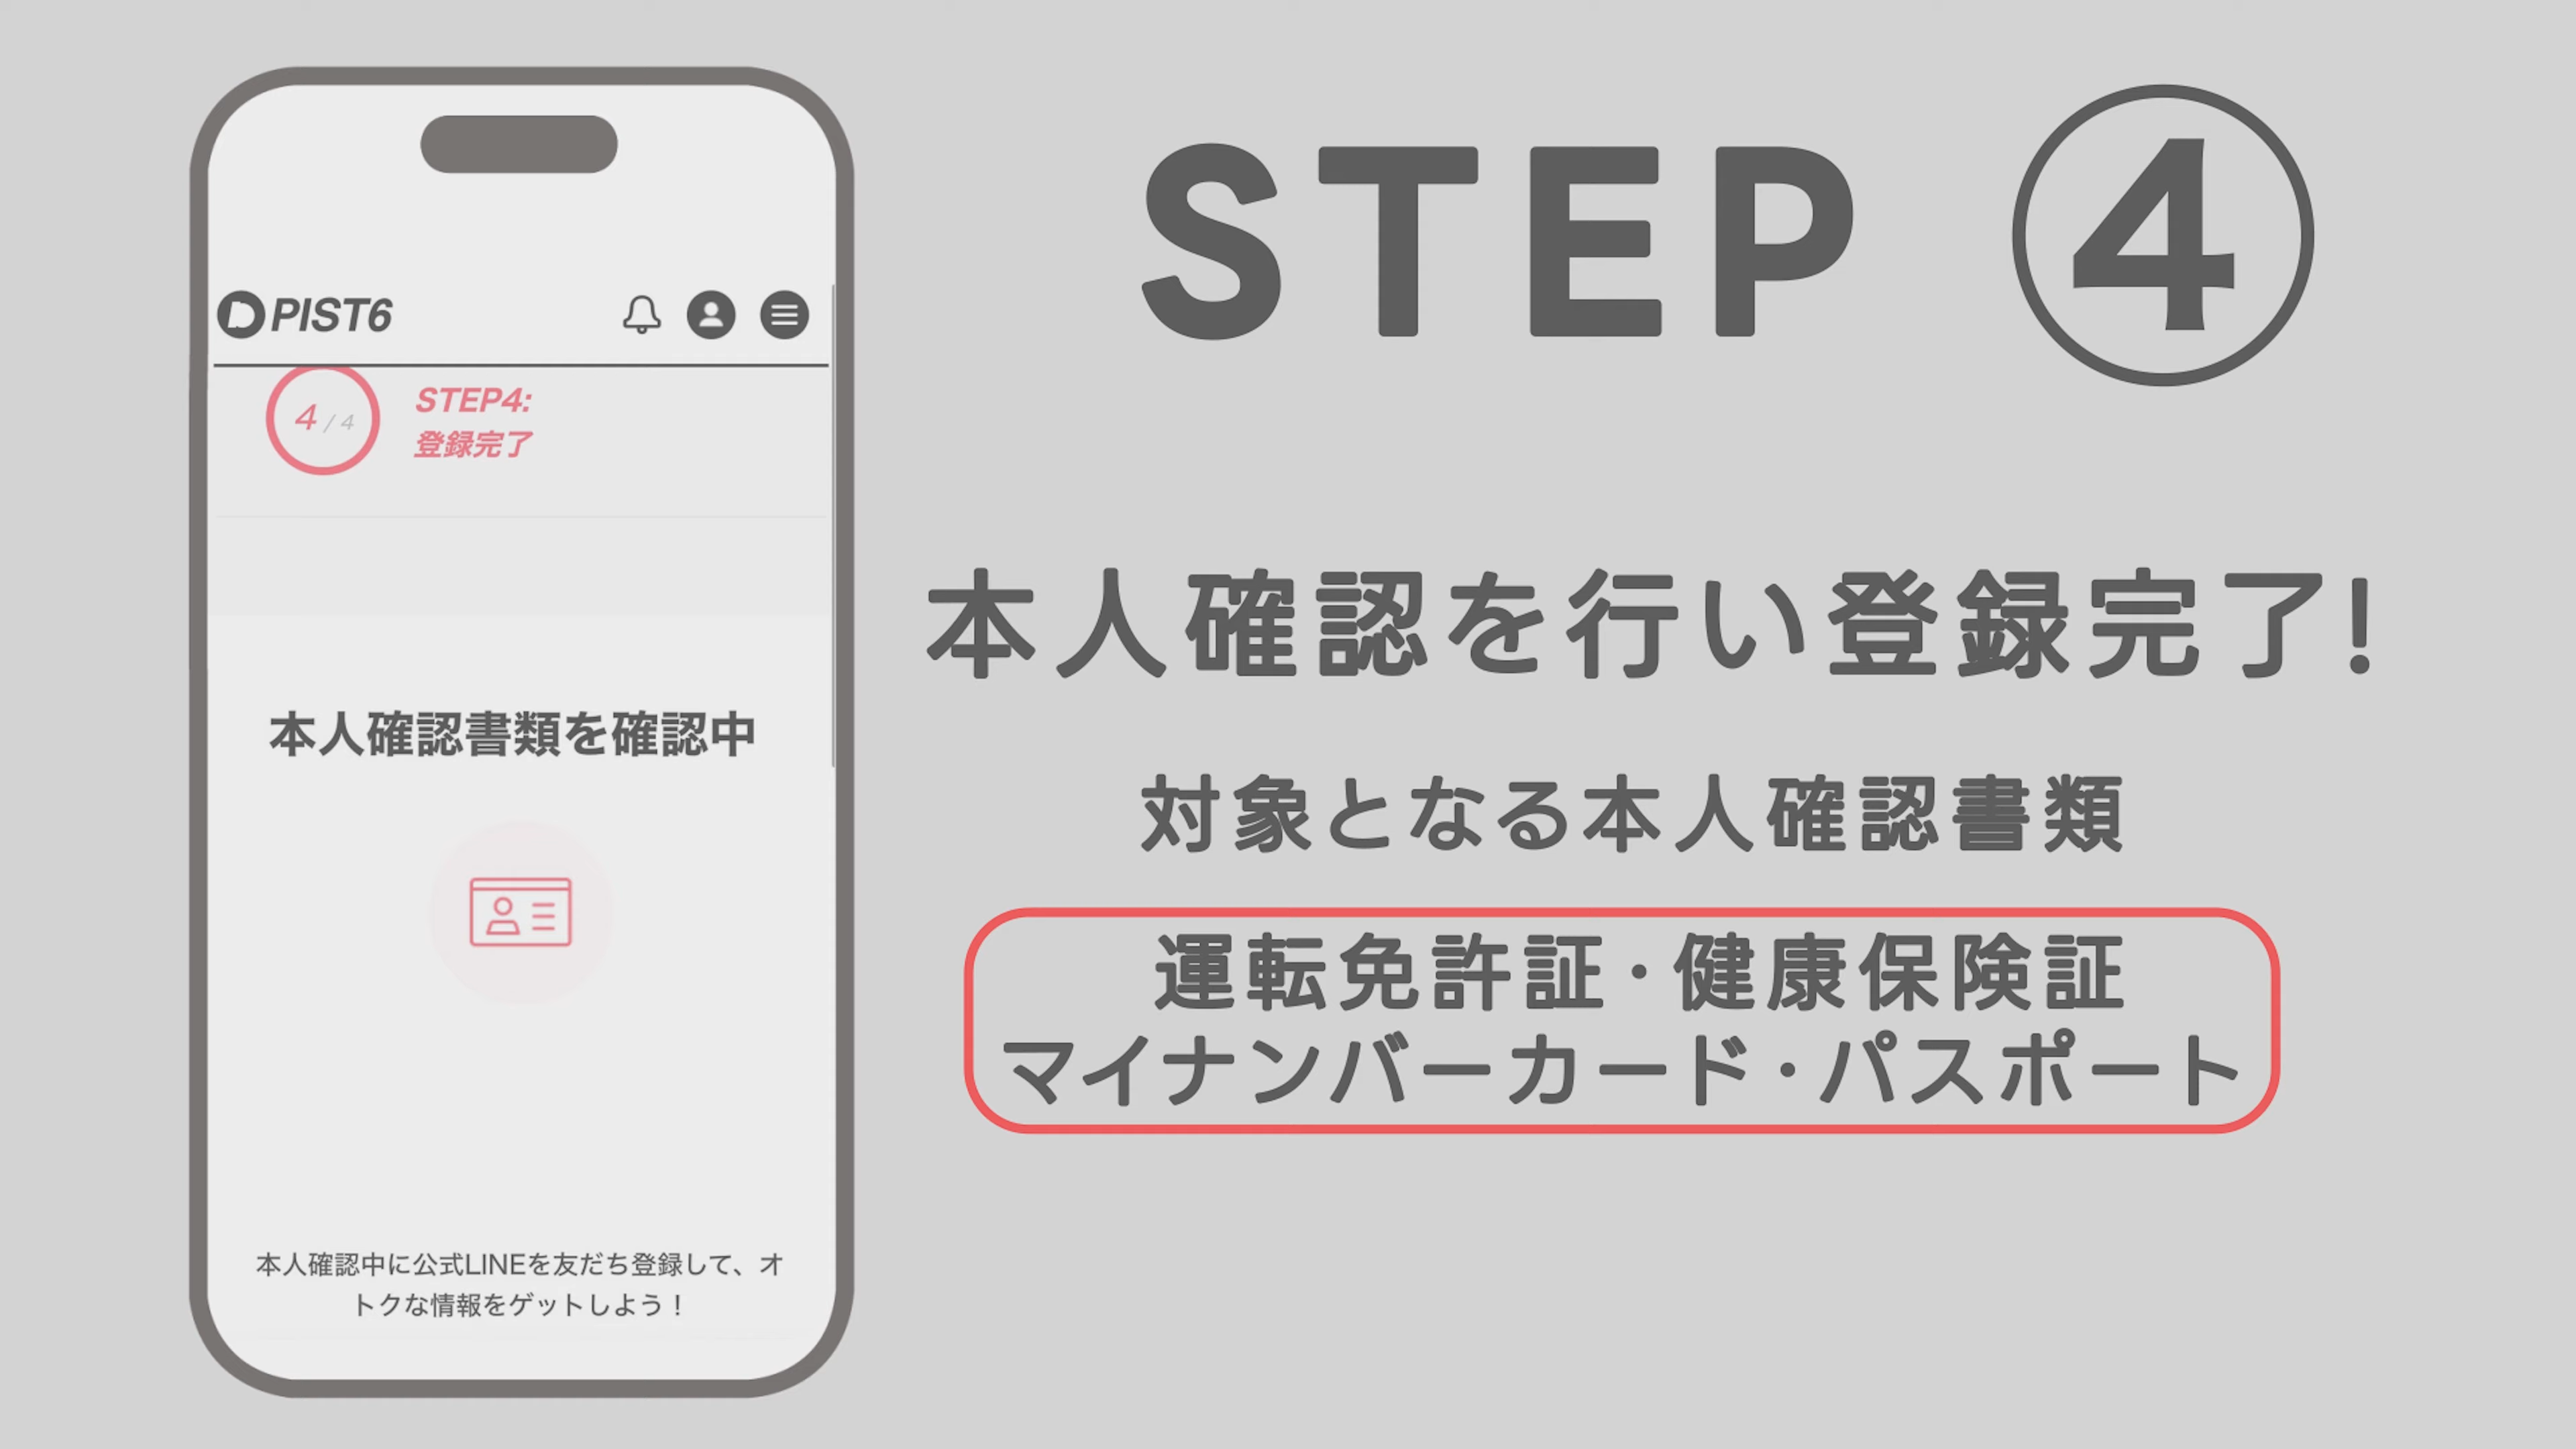 PIST6
4 / 4
STEP4:
登録完了
本人確認書類を確認中
本人確認中に公式LINEを友だち登録して、オ
トクな情報をゲットしよう！
STEP ④
本人確認を行い登録完了!
対象となる本人確認書類
運転免許証・健康保険証
マイナンバーカード・パスポート